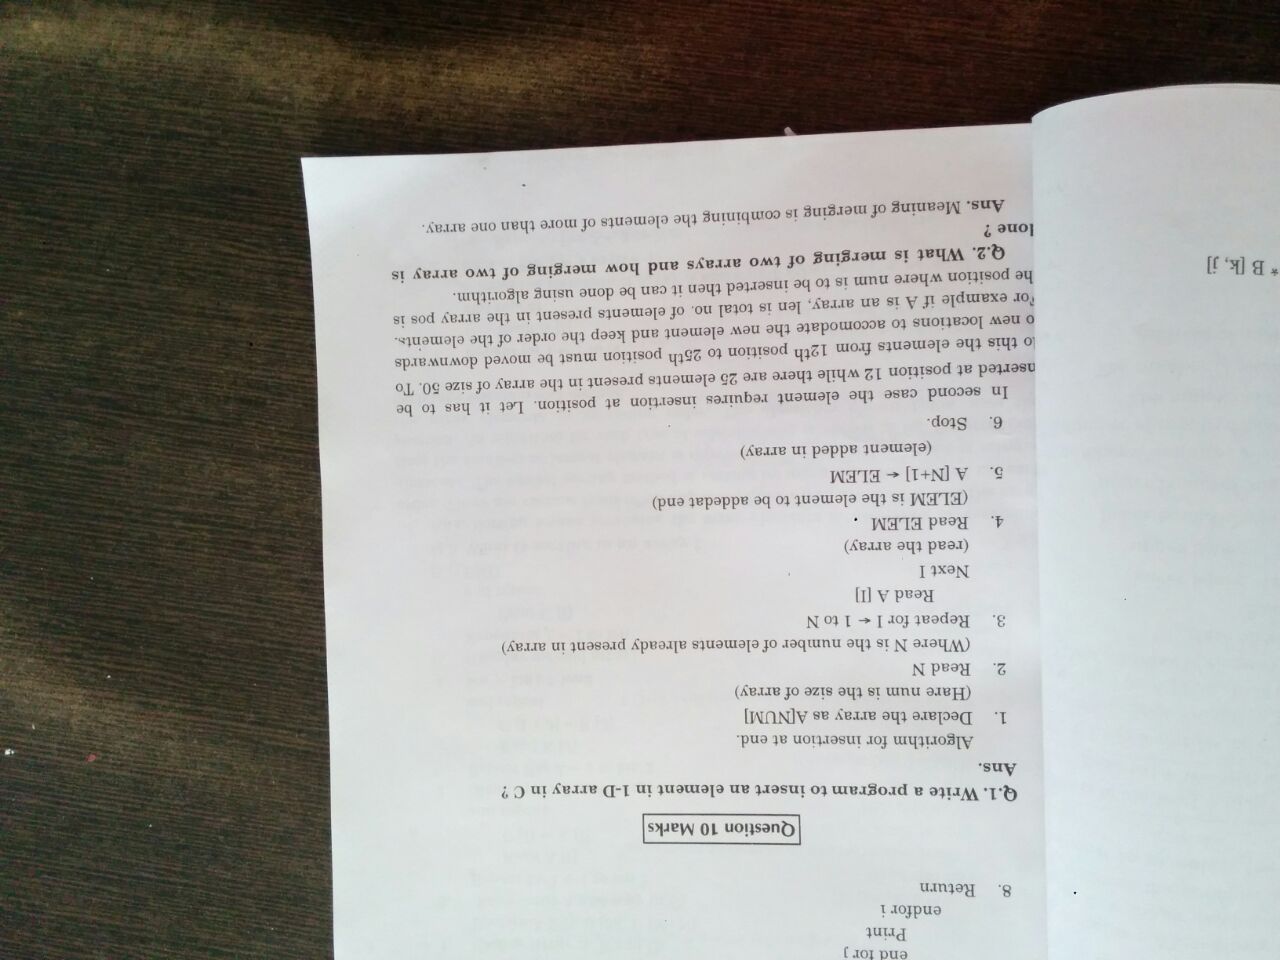 end for j
Print
endfor i
8. Return
Question 10 Marks
Q.1. Write a program to insert an element in 1-D array in C ?
Ans.
Algorithm for insertion at end.
1. Declare the array as A[NUM]
(Hare num is the size of array)
2. Read N
(Where N is the number of elements already present in array)
3. Repeat for I ← 1 to N
Read A [I]
Next I
(read the array)
4. Read ELEM
(ELEM is the element to be addedat end)
5. A [N+1] ← ELEM
(element added in array)
6. Stop.
In second case the element requires insertion at position. Let it has to be
nserted at position 12 while there are 25 elements present in the array of size 50. To
lo this the elements from 12th position to 25th position must be moved downwards
o new locations to accomodate the new element and keep the order of the elements.
For example if A is an array, len is total no. of elements present in the array pos is
he position where num is to be inserted then it can be done using algorithm.
Q.2. What is merging of two arrays and how merging of two array is
lone ?
Ans. Meaning of merging is combining the elements of more than one array.
* B [k, j]